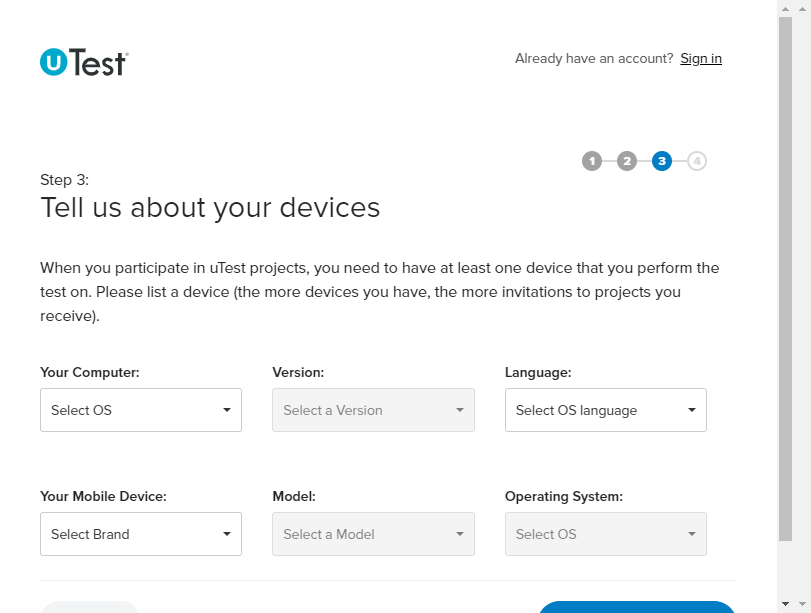 uTest
Already have an account? Sign in
1 2 3 4
Step 3:
Tell us about your devices
When you participate in uTest projects, you need to have at least one device that you perform the
test on. Please list a device (the more devices you have, the more invitations to projects you
receive).
Your Computer: Version: Language:
Select OS Select a Version Select OS language
Your Mobile Device: Model: Operating System:
Select Brand Select a Model Select OS